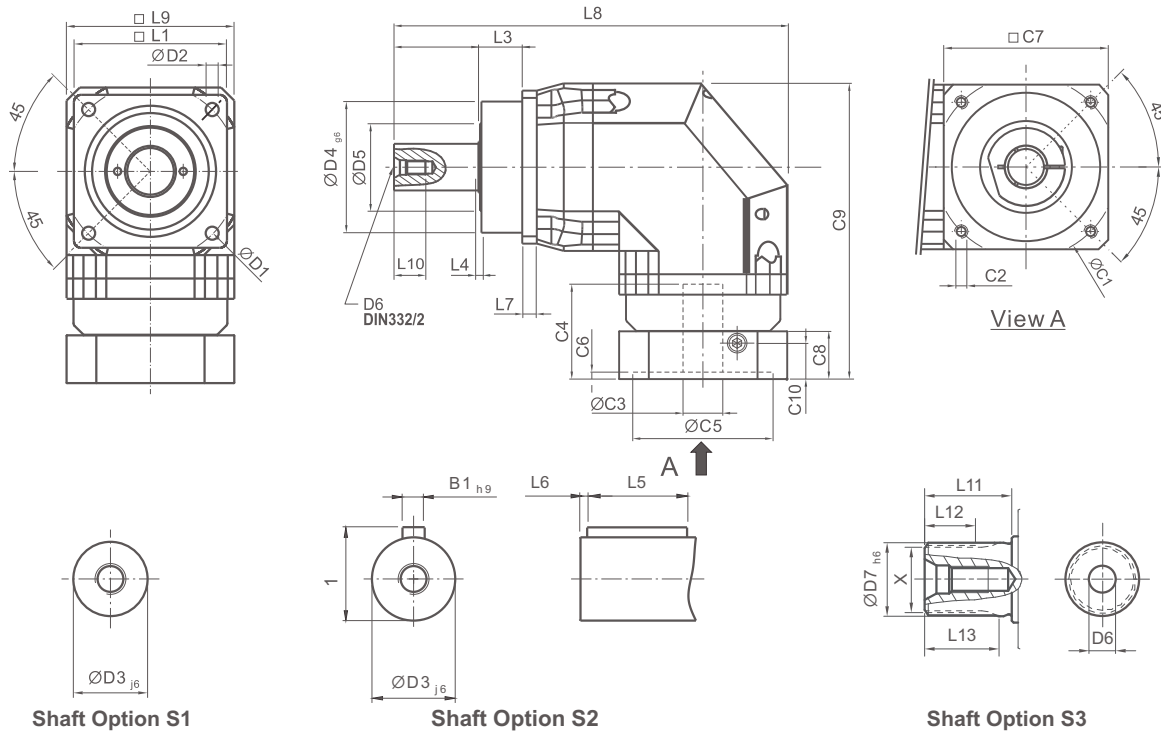 □ L9
□ L1
ØD2
45
45
ØD1
L8
L3
ØD4 g6
ØD5
L10
L4
D6
DIN332/2
L7
C4
C6
C9
C8
C10
ØC3
ØC5
A
□ C7
45
45
ØC1
C2
View A
ØD3 j6
Shaft Option S1
B1 h9
1
ØD3 j6
L6
L5
Shaft Option S2
L11
L12
ØD7 h6
X
L13
D6
Shaft Option S3